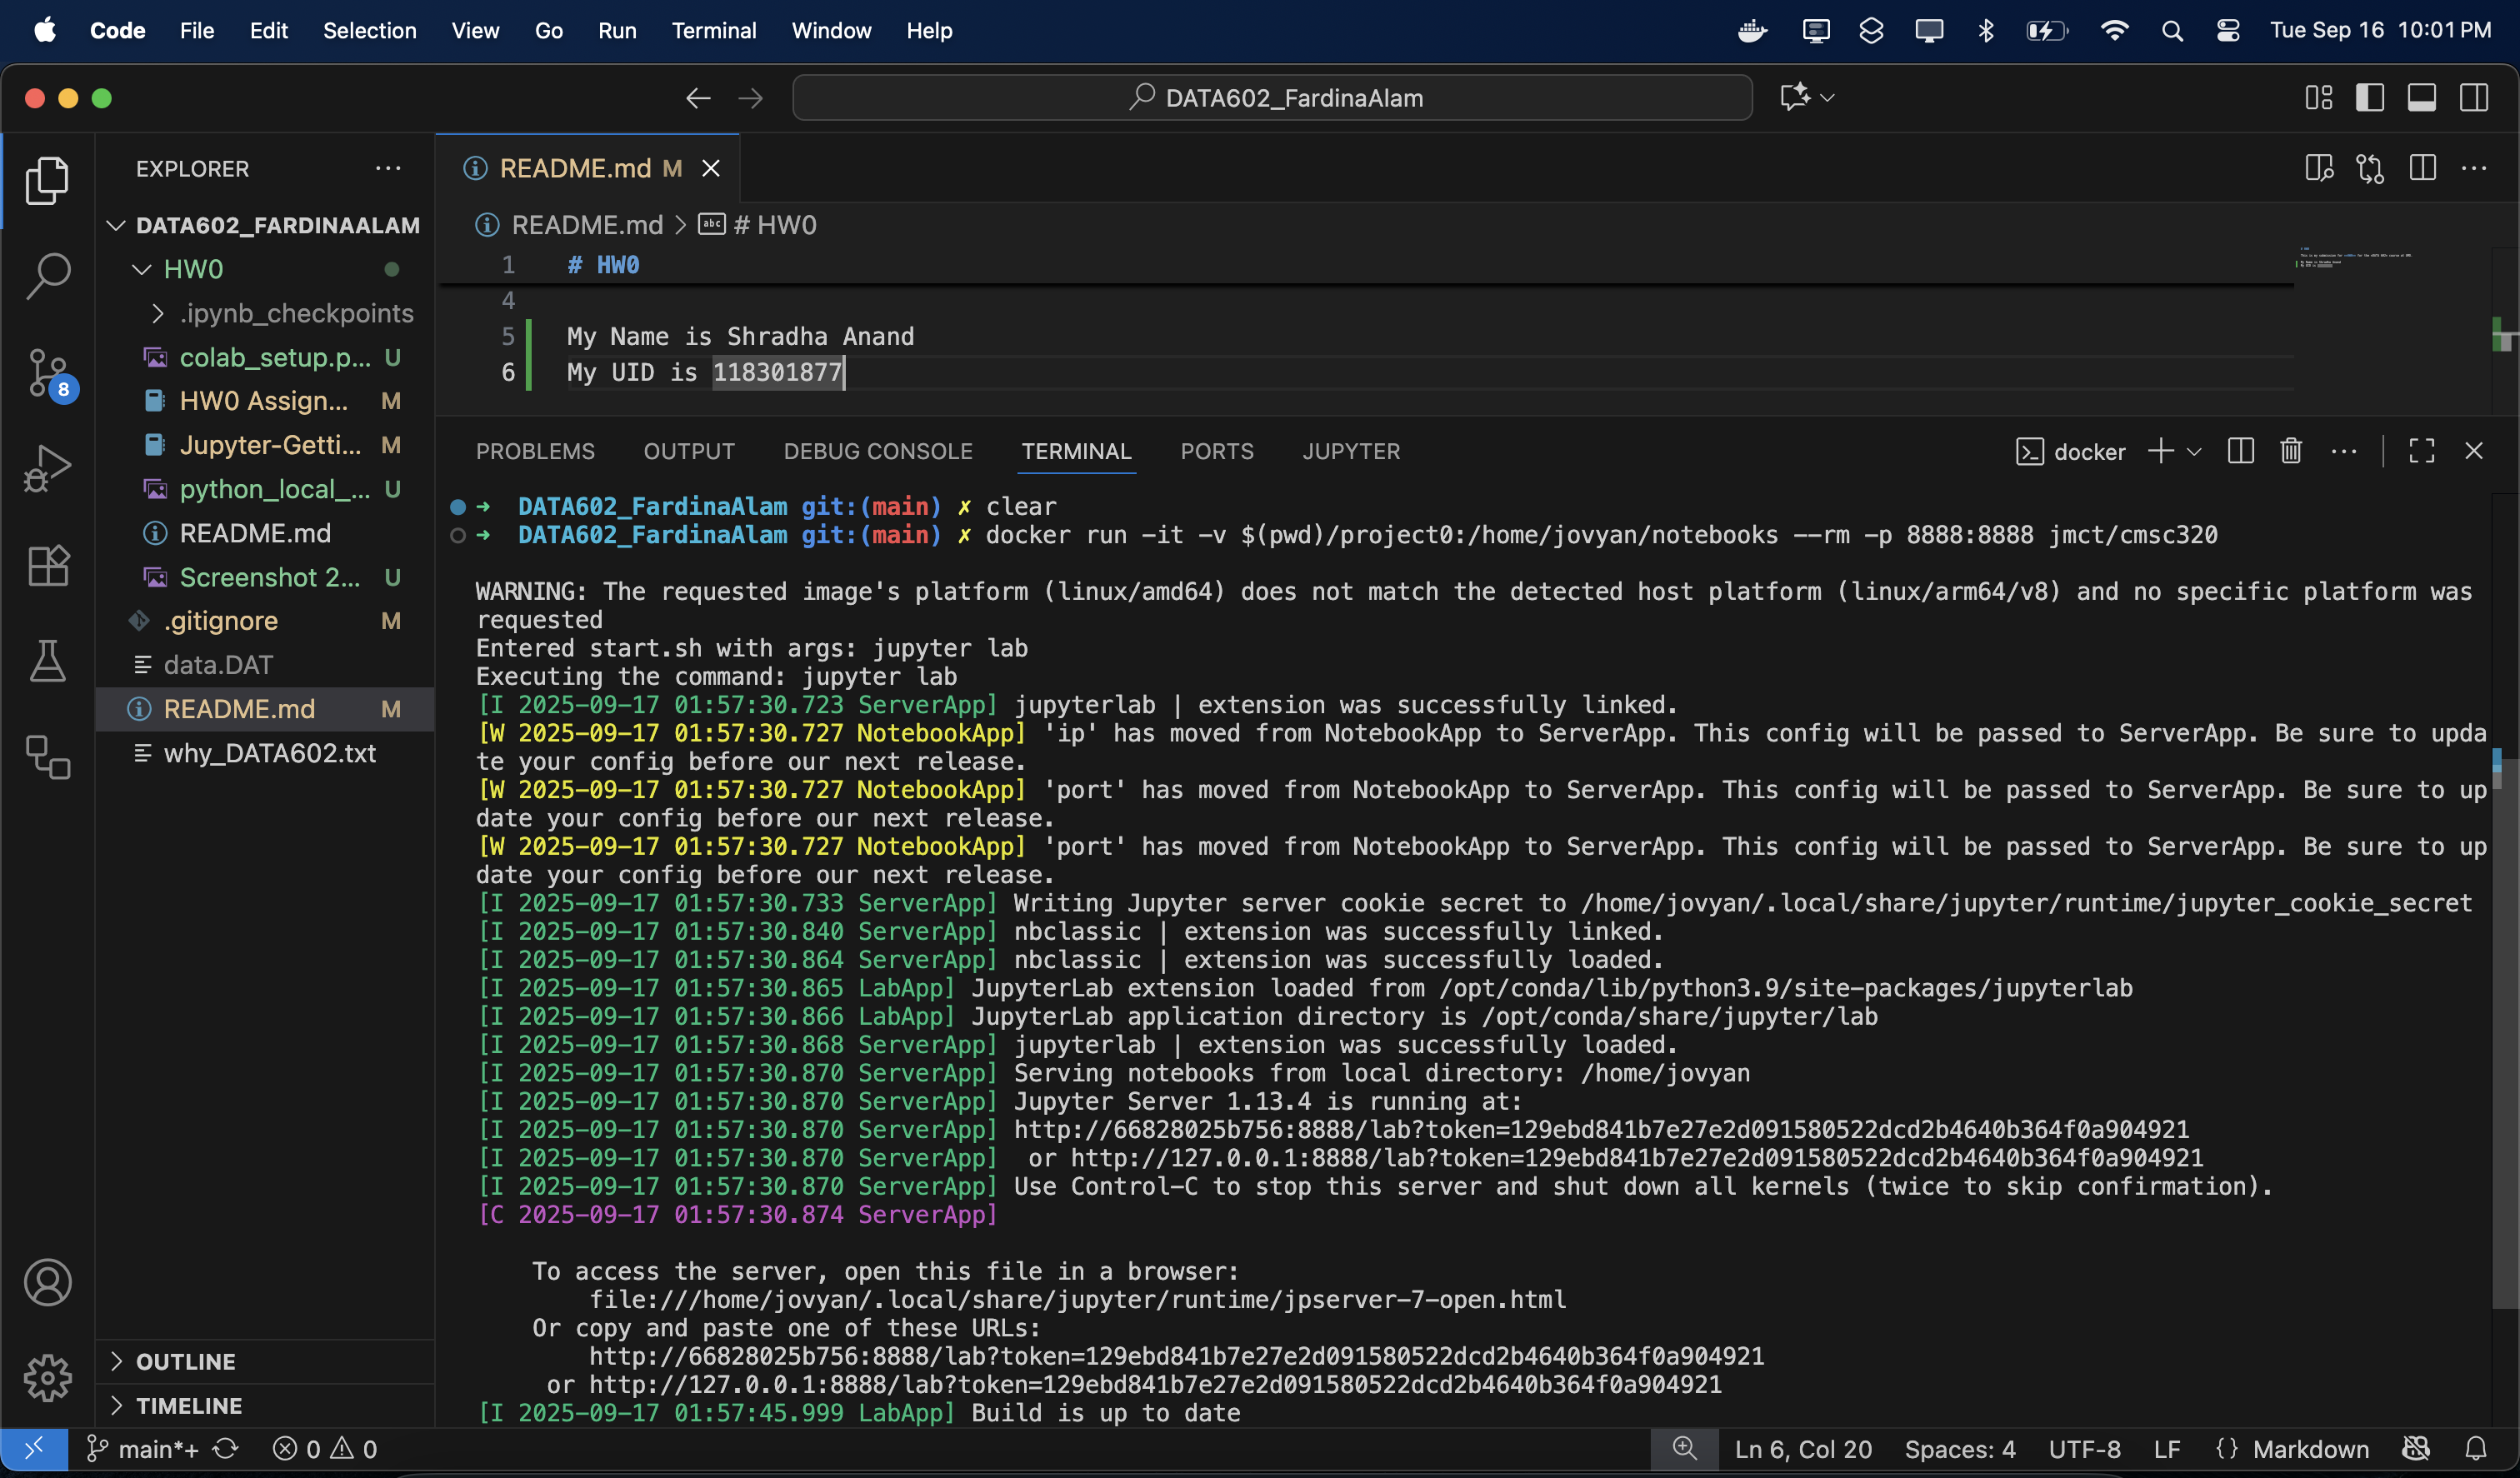 Code File Edit Selection View Go Run Terminal Window Help Tue Sep 16 10:01 PM
DATA602_FardinaAlam
EXPLORER
DATA602_FARDINAALAM
HW0
.ipynb_checkpoints
colab_setup.p... U
HW0 Assign... M
Jupyter-Getti... M
python_local_... U
README.md
Screenshot 2... U
.gitignore M
data.DAT
README.md M
why_DATA602.txt
OUTLINE
TIMELINE
8
README.md M
README.md > abc # HW0
1 # HW0
4
5 My Name is Shradha Anand
6 My UID is 118301877
PROBLEMS OUTPUT DEBUG CONSOLE TERMINAL PORTS JUPYTER docker
➜ DATA602_FardinaAlam git:(main) ✗ clear
➜ DATA602_FardinaAlam git:(main) ✗ docker run -it -v $(pwd)/project0:/home/jovyan/notebooks --rm -p 8888:8888 jmct/cmsc320
WARNING: The requested image's platform (linux/amd64) does not match the detected host platform (linux/arm64/v8) and no specific platform was
requested
Entered start.sh with args: jupyter lab
Executing the command: jupyter lab
[I 2025-09-17 01:57:30.723 ServerApp] jupyterlab | extension was successfully linked.
[W 2025-09-17 01:57:30.727 NotebookApp] 'ip' has moved from NotebookApp to ServerApp. This config will be passed to ServerApp. Be sure to upda
te your config before our next release.
[W 2025-09-17 01:57:30.727 NotebookApp] 'port' has moved from NotebookApp to ServerApp. This config will be passed to ServerApp. Be sure to up
date your config before our next release.
[W 2025-09-17 01:57:30.727 NotebookApp] 'port' has moved from NotebookApp to ServerApp. This config will be passed to ServerApp. Be sure to up
date your config before our next release.
[I 2025-09-17 01:57:30.733 ServerApp] Writing Jupyter server cookie secret to /home/jovyan/.local/share/jupyter/runtime/jupyter_cookie_secret
[I 2025-09-17 01:57:30.840 ServerApp] nbclassic | extension was successfully linked.
[I 2025-09-17 01:57:30.864 ServerApp] nbclassic | extension was successfully loaded.
[I 2025-09-17 01:57:30.865 LabApp] JupyterLab extension loaded from /opt/conda/lib/python3.9/site-packages/jupyterlab
[I 2025-09-17 01:57:30.866 LabApp] JupyterLab application directory is /opt/conda/share/jupyter/lab
[I 2025-09-17 01:57:30.868 ServerApp] jupyterlab | extension was successfully loaded.
[I 2025-09-17 01:57:30.870 ServerApp] Serving notebooks from local directory: /home/jovyan
[I 2025-09-17 01:57:30.870 ServerApp] Jupyter Server 1.13.4 is running at:
[I 2025-09-17 01:57:30.870 ServerApp] http://66828025b756:8888/lab?token=129ebd841b7e27e2d091580522dcd2b4640b364f0a904921
[I 2025-09-17 01:57:30.870 ServerApp] or http://127.0.0.1:8888/lab?token=129ebd841b7e27e2d091580522dcd2b4640b364f0a904921
[I 2025-09-17 01:57:30.870 ServerApp] Use Control-C to stop this server and shut down all kernels (twice to skip confirmation).
[C 2025-09-17 01:57:30.874 ServerApp]
To access the server, open this file in a browser:
file:///home/jovyan/.local/share/jupyter/runtime/jpserver-7-open.html
Or copy and paste one of these URLs:
http://66828025b756:8888/lab?token=129ebd841b7e27e2d091580522dcd2b4640b364f0a904921
or http://127.0.0.1:8888/lab?token=129ebd841b7e27e2d091580522dcd2b4640b364f0a904921
[I 2025-09-17 01:57:45.999 LabApp] Build is up to date
main*+ 0 0 Ln 6, Col 20 Spaces: 4 UTF-8 LF {} Markdown